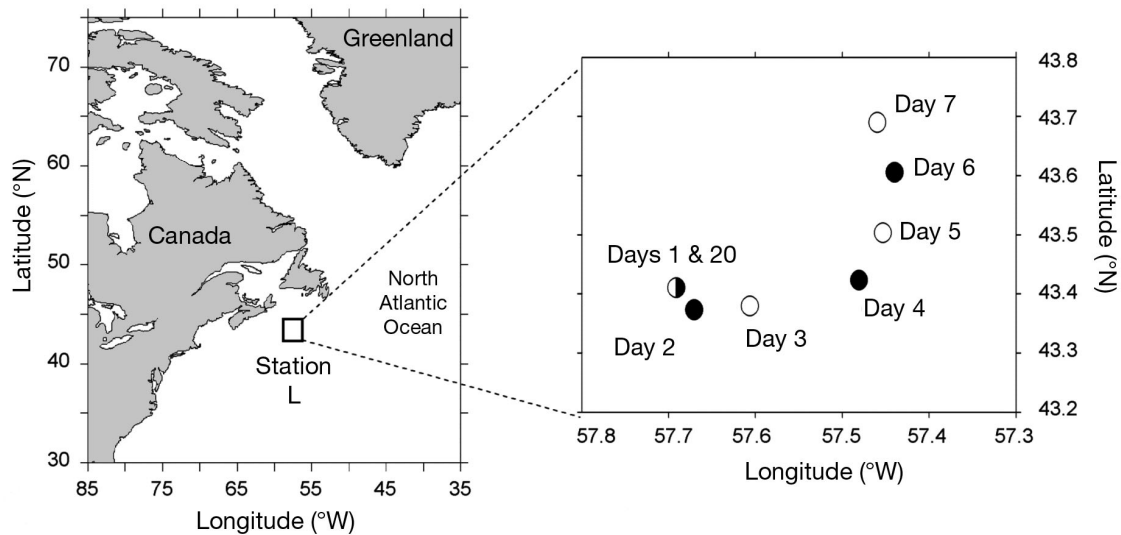 Greenland
Canada
North
Atlantic
Ocean
Station
L
70
60
50
40
30
Latitude (°N)
85
75
65
55
45
35
Longitude (°W)
Day 7
Day 6
Day 5
Days 1 & 20
Day 4
Day 3
Day 2
43.8
43.7
43.6
43.5
43.4
43.3
43.2
Latitude (°N)
57.8
57.7
57.6
57.5
57.4
57.3
Longitude (°W)